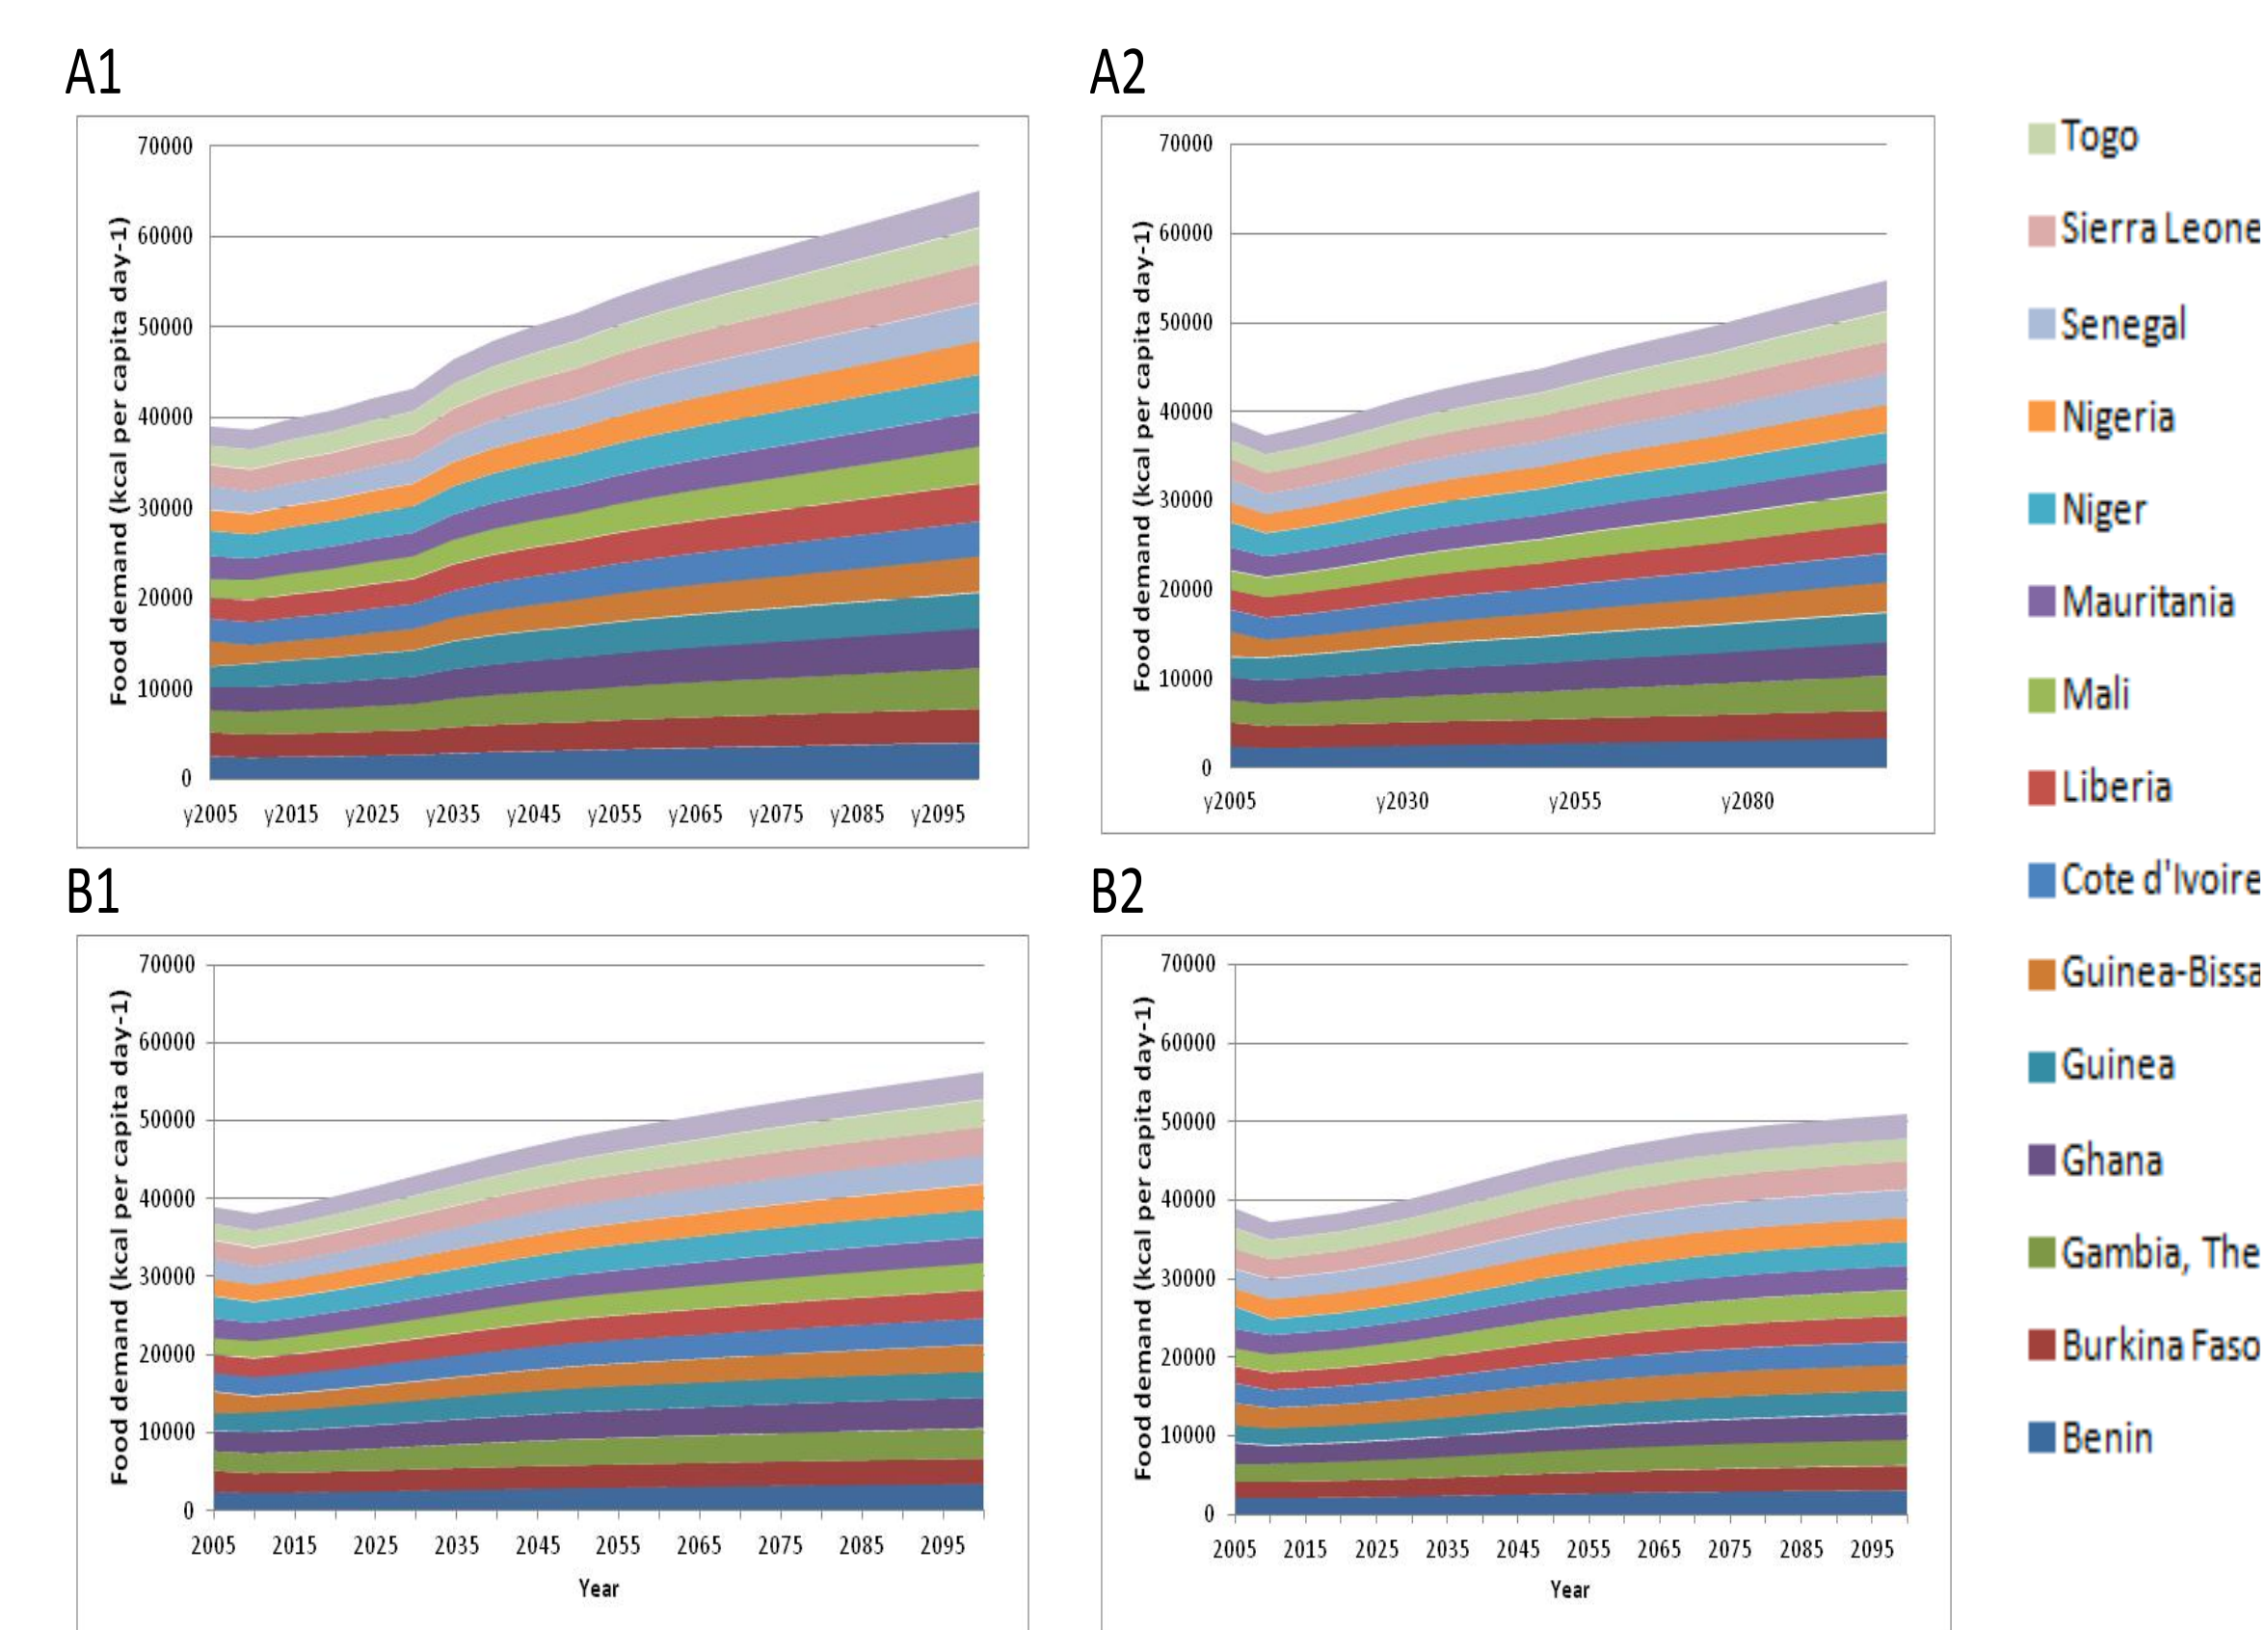 A1
70000
60000
50000
40000
30000
20000
10000
0
Food demand (kcal per capita day-1)
y2005 y2015 y2025 y2035 y2045 y2055 y2065 y2075 y2085 y2095
A2
70000
60000
50000
40000
30000
20000
10000
0
Food demand (kcal per capita day-1)
y2005 y2030 y2055 y2080
B1
70000
60000
50000
40000
30000
20000
10000
0
Food demand (kcal per capita day-1)
2005 2015 2025 2035 2045 2055 2065 2075 2085 2095
Year
B2
70000
60000
50000
40000
30000
20000
10000
0
Food demand (kcal per capita day-1)
2005 2015 2025 2035 2045 2055 2065 2075 2085 2095
Year
Togo
Sierra Leone
Senegal
Nigeria
Niger
Mauritania
Mali
Liberia
Cote d'Ivoire
Guinea-Bissa
Guinea
Ghana
Gambia, The
Burkina Faso
Benin